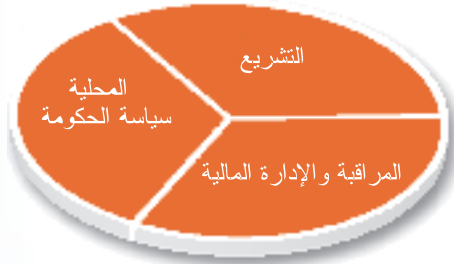 التشريع
المحلية
سياسة الحكومة
المراقبة والإدارة المالية